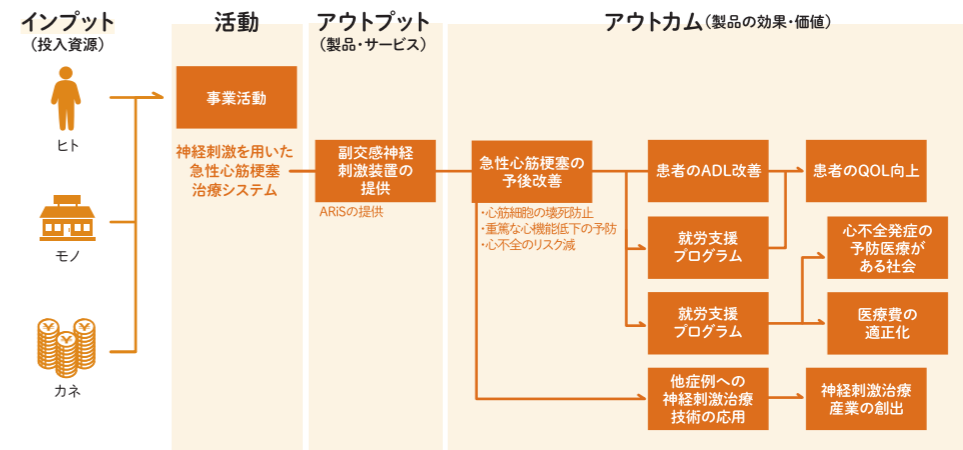 インプット
（投入資源）
活動
アウトプット
（製品・サービス）
アウトカム（製品の効果・価値）
ヒト
モノ
カネ
事業活動
神経刺激を用いた
急性心筋梗塞
治療システム
副交感神経
刺激装置の
提供
ARiSの提供
急性心筋梗塞の
予後改善
・心筋細胞の壊死防止
・重篤な心機能低下の予防
・心不全のリスク減
患者のADL改善
患者のQOL向上
就労支援
プログラム
心不全発症の
予防医療が
ある社会
就労支援
プログラム
医療費の
適正化
他症例への
神経刺激治療
技術の応用
神経刺激治療
産業の創出